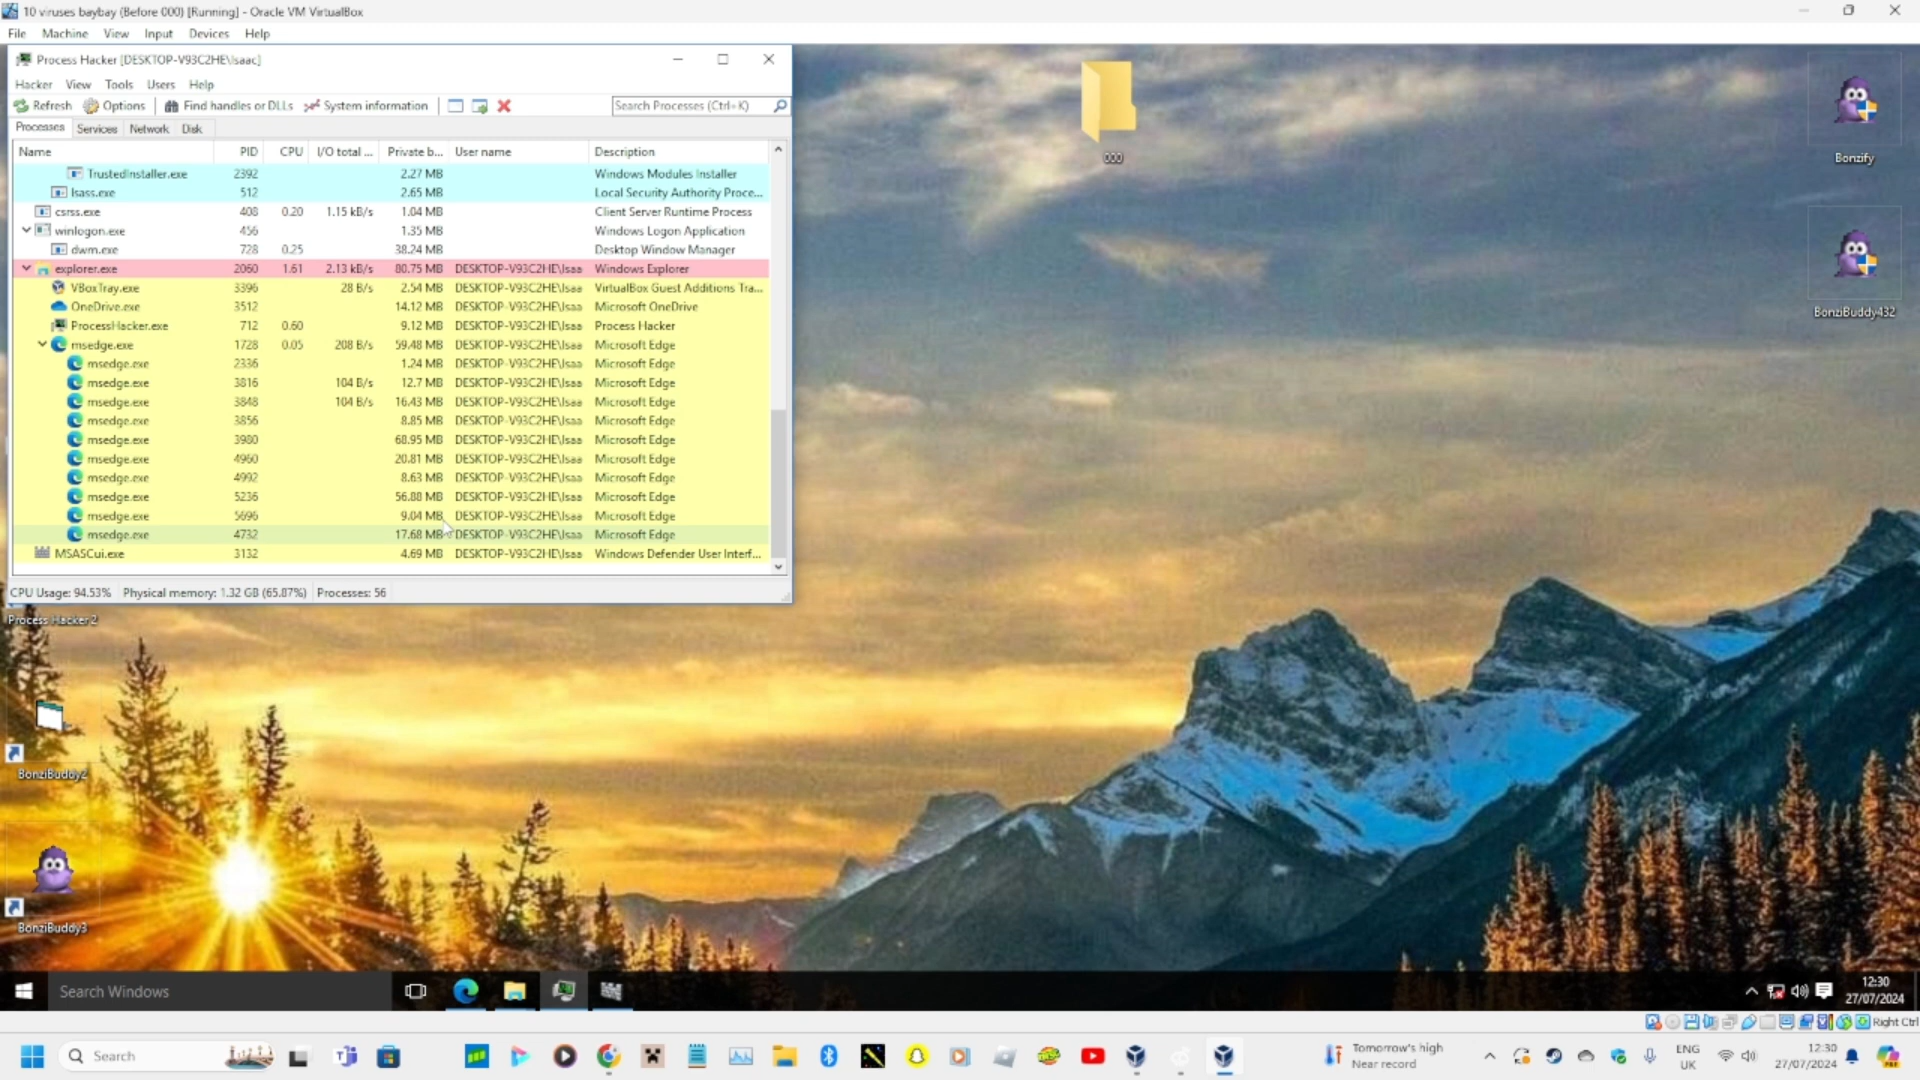 10 viruses baybay (Before 000) [Running] - Oracle VM VirtualBox
File Machine View Input Devices Help
Process Hacker [DESKTOP-V93C2HE\Isaac]
Hacker View Tools Users Help
Refresh Options Find handles or DLLs System information Search Processes (Ctrl+K)
Processes Services Network Disk
Name PID CPU I/O total ... Private b... User name Description
TrustedInstaller.exe 2392 2.27 MB Windows Modules Installer
lsass.exe 512 2.65 MB Local Security Authority Proce...
csrss.exe 408 0.20 1.15 kB/s 1.04 MB Client Server Runtime Process
winlogon.exe 456 1.35 MB Windows Logon Application
dwm.exe 728 0.25 38.24 MB Desktop Window Manager
explorer.exe 2060 1.61 2.13 kB/s 80.75 MB DESKTOP-V93C2HE\Isaa Windows Explorer
VBoxTray.exe 3396 28 B/s 2.54 MB DESKTOP-V93C2HE\Isaa VirtualBox Guest Additions Tra...
OneDrive.exe 3512 14.12 MB DESKTOP-V93C2HE\Isaa Microsoft OneDrive
ProcessHacker.exe 712 0.60 9.12 MB DESKTOP-V93C2HE\Isaa Process Hacker
msedge.exe 1728 0.05 208 B/s 59.48 MB DESKTOP-V93C2HE\Isaa Microsoft Edge
msedge.exe 2336 1.24 MB DESKTOP-V93C2HE\Isaa Microsoft Edge
msedge.exe 3816 104 B/s 12.7 MB DESKTOP-V93C2HE\Isaa Microsoft Edge
msedge.exe 3848 104 B/s 16.43 MB DESKTOP-V93C2HE\Isaa Microsoft Edge
msedge.exe 3856 8.85 MB DESKTOP-V93C2HE\Isaa Microsoft Edge
msedge.exe 3980 68.95 MB DESKTOP-V93C2HE\Isaa Microsoft Edge
msedge.exe 4960 20.81 MB DESKTOP-V93C2HE\Isaa Microsoft Edge
msedge.exe 4992 8.63 MB DESKTOP-V93C2HE\Isaa Microsoft Edge
msedge.exe 5236 56.88 MB DESKTOP-V93C2HE\Isaa Microsoft Edge
msedge.exe 5696 9.04 MB DESKTOP-V93C2HE\Isaa Microsoft Edge
msedge.exe 4732 17.68 MB DESKTOP-V93C2HE\Isaa Microsoft Edge
MSASCui.exe 3132 4.69 MB DESKTOP-V93C2HE\Isaa Windows Defender User Interf...
CPU Usage: 94.53% Physical memory: 1.32 GB (65.87%) Processes: 56
000
Bonzify
BonziBuddy432
Process Hacker 2
BonziBuddy2
BonziBuddy3
Search Windows
12:30
27/07/2024
Right Ctrl
Search
Tomorrow's high
Near record
ENG
UK
12:30
27/07/2024